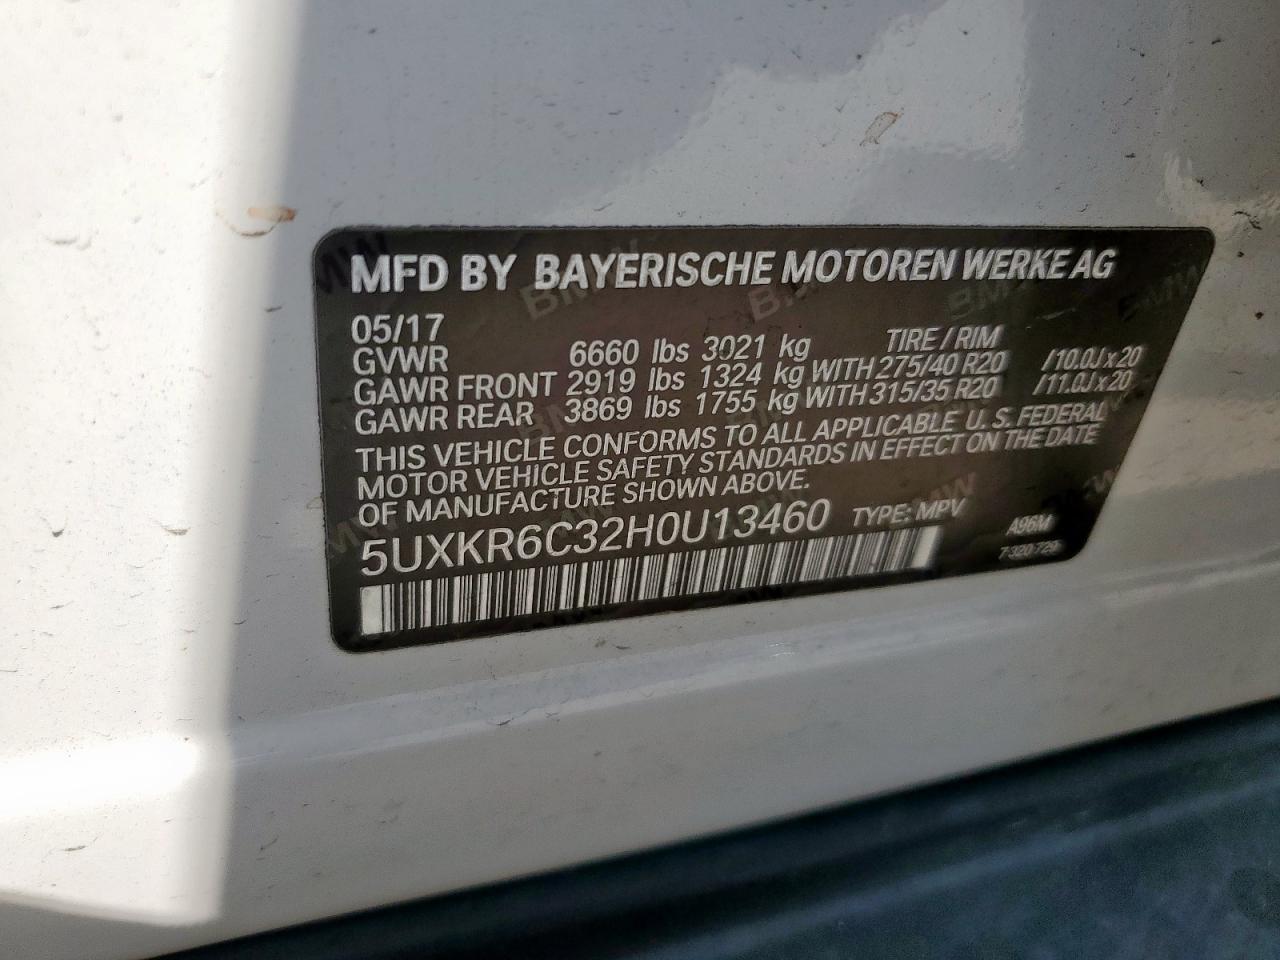 MFD BY BAYERISCHE MOTOREN WERKE AG
05/17 TIRE / RIM
GVWR 6660 lbs 3021 kg
GAWR FRONT 2919 lbs 1324 kg WITH 275/40 R20 /10.0J x 20
GAWR REAR 3869 lbs 1755 kg WITH 315/35 R20 /11.0J x 20
THIS VEHICLE CONFORMS TO ALL APPLICABLE U.S. FEDERAL
MOTOR VEHICLE SAFETY STANDARDS IN EFFECT ON THE DATE
OF MANUFACTURE SHOWN ABOVE.
5UXKR6C32H0U13460 TYPE: MPV A96M
7 320 729